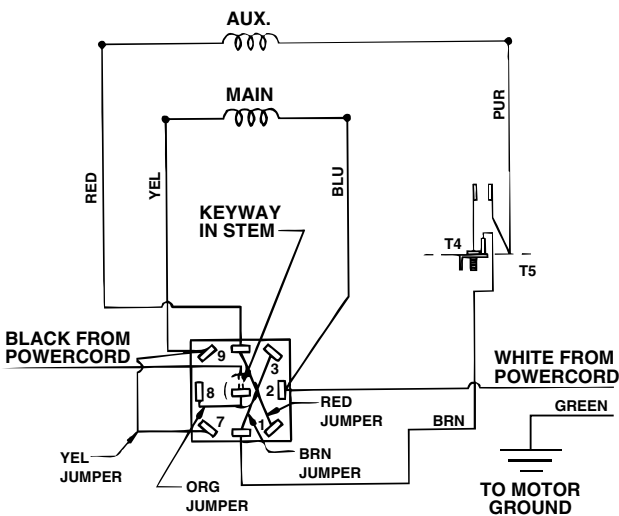 AUX.
MAIN
PUR
RED
YEL
BLU
KEYWAY
IN STEM
T4
T5
BLACK FROM
POWERCORD
9
3
8
2
7
1
WHITE FROM
POWERCORD
RED
JUMPER
BRN
GREEN
YEL
JUMPER
BRN
JUMPER
ORG
JUMPER
TO MOTOR
GROUND